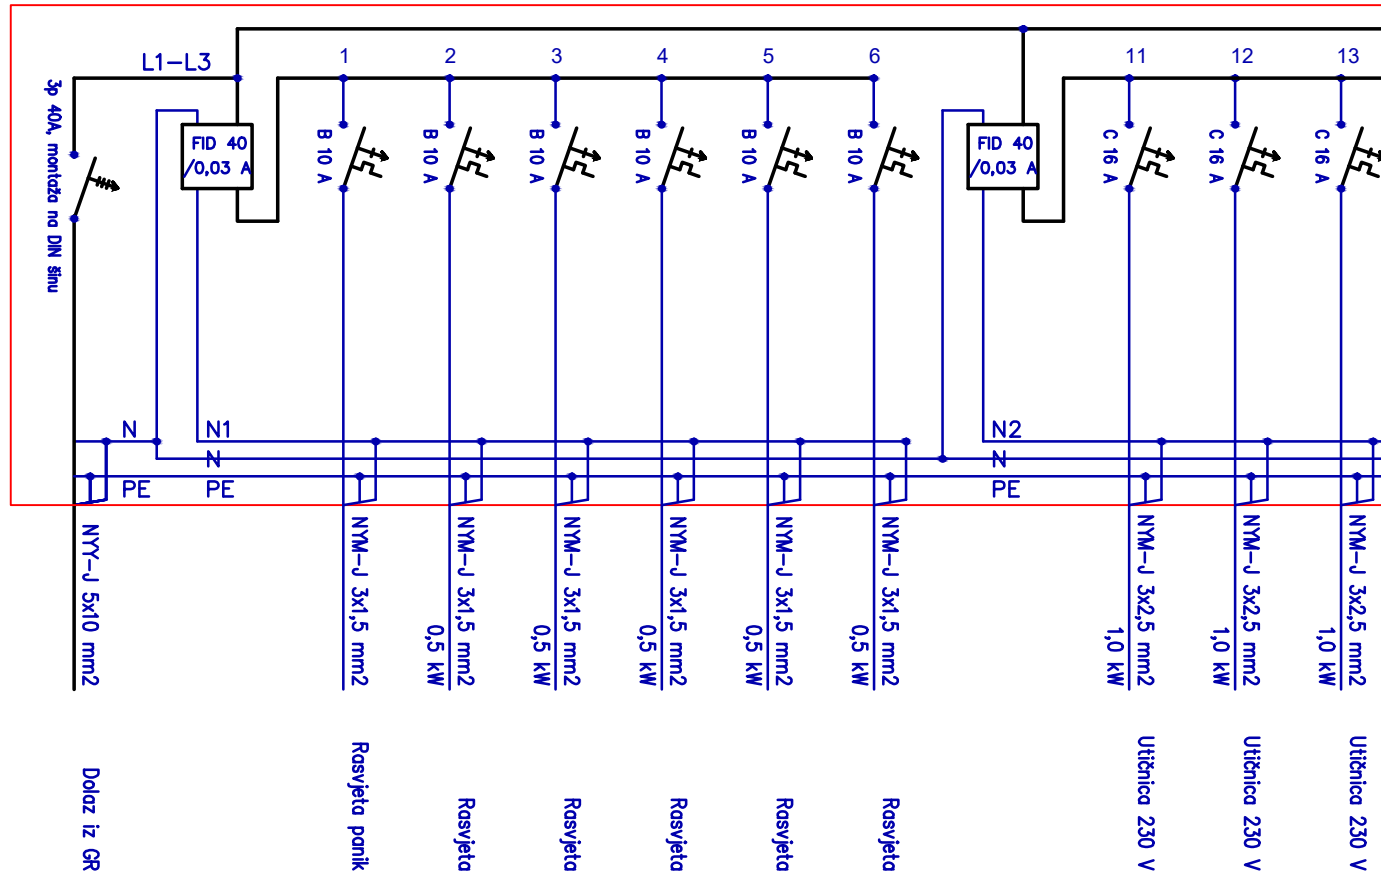 L1-L3
1
2
3
4
5
6
11
12
13
3p 40A, montaža na DIN šinu
FID 40
/0,03 A
B 10 A
B 10 A
B 10 A
B 10 A
B 10 A
B 10 A
FID 40
/0,03 A
C 16 A
C 16 A
C 16 A
N
N1
N2
N
N
PE
PE
PE
NYY-J 5x10 mm2
NYM-J 3x1,5 mm2
NYM-J 3x1,5 mm2
0,5 kW
NYM-J 3x1,5 mm2
0,5 kW
NYM-J 3x1,5 mm2
0,5 kW
NYM-J 3x1,5 mm2
0,5 kW
NYM-J 3x1,5 mm2
0,5 kW
NYM-J 3x2,5 mm2
1,0 kW
NYM-J 3x2,5 mm2
1,0 kW
NYM-J 3x2,5 mm2
1,0 kW
Dolaz iz GR
Rasvjeta panik
Rasvjeta
Rasvjeta
Rasvjeta
Rasvjeta
Rasvjeta
Utičnica 230 V
Utičnica 230 V
Utičnica 230 V